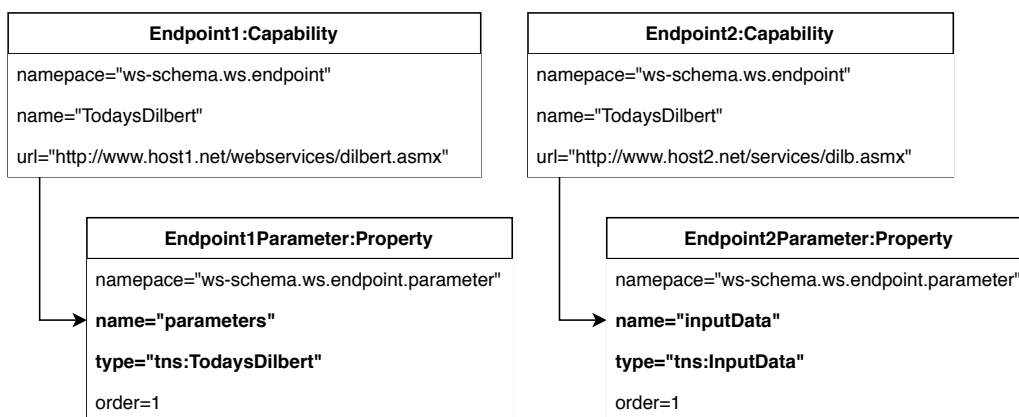 Endpoint1:Capability
namepace="ws-schema.ws.endpoint"
name="TodaysDilbert"
url="http://www.host1.net/webservices/dilbert.asmx"
Endpoint1Parameter:Property
namepace="ws-schema.ws.endpoint.parameter"
name="parameters"
type="tns:TodaysDilbert"
order=1
Endpoint2:Capability
namepace="ws-schema.ws.endpoint"
name="TodaysDilbert"
url="http://www.host2.net/services/dilb.asmx"
Endpoint2Parameter:Property
namepace="ws-schema.ws.endpoint.parameter"
name="inputData"
type="tns:InputData"
order=1